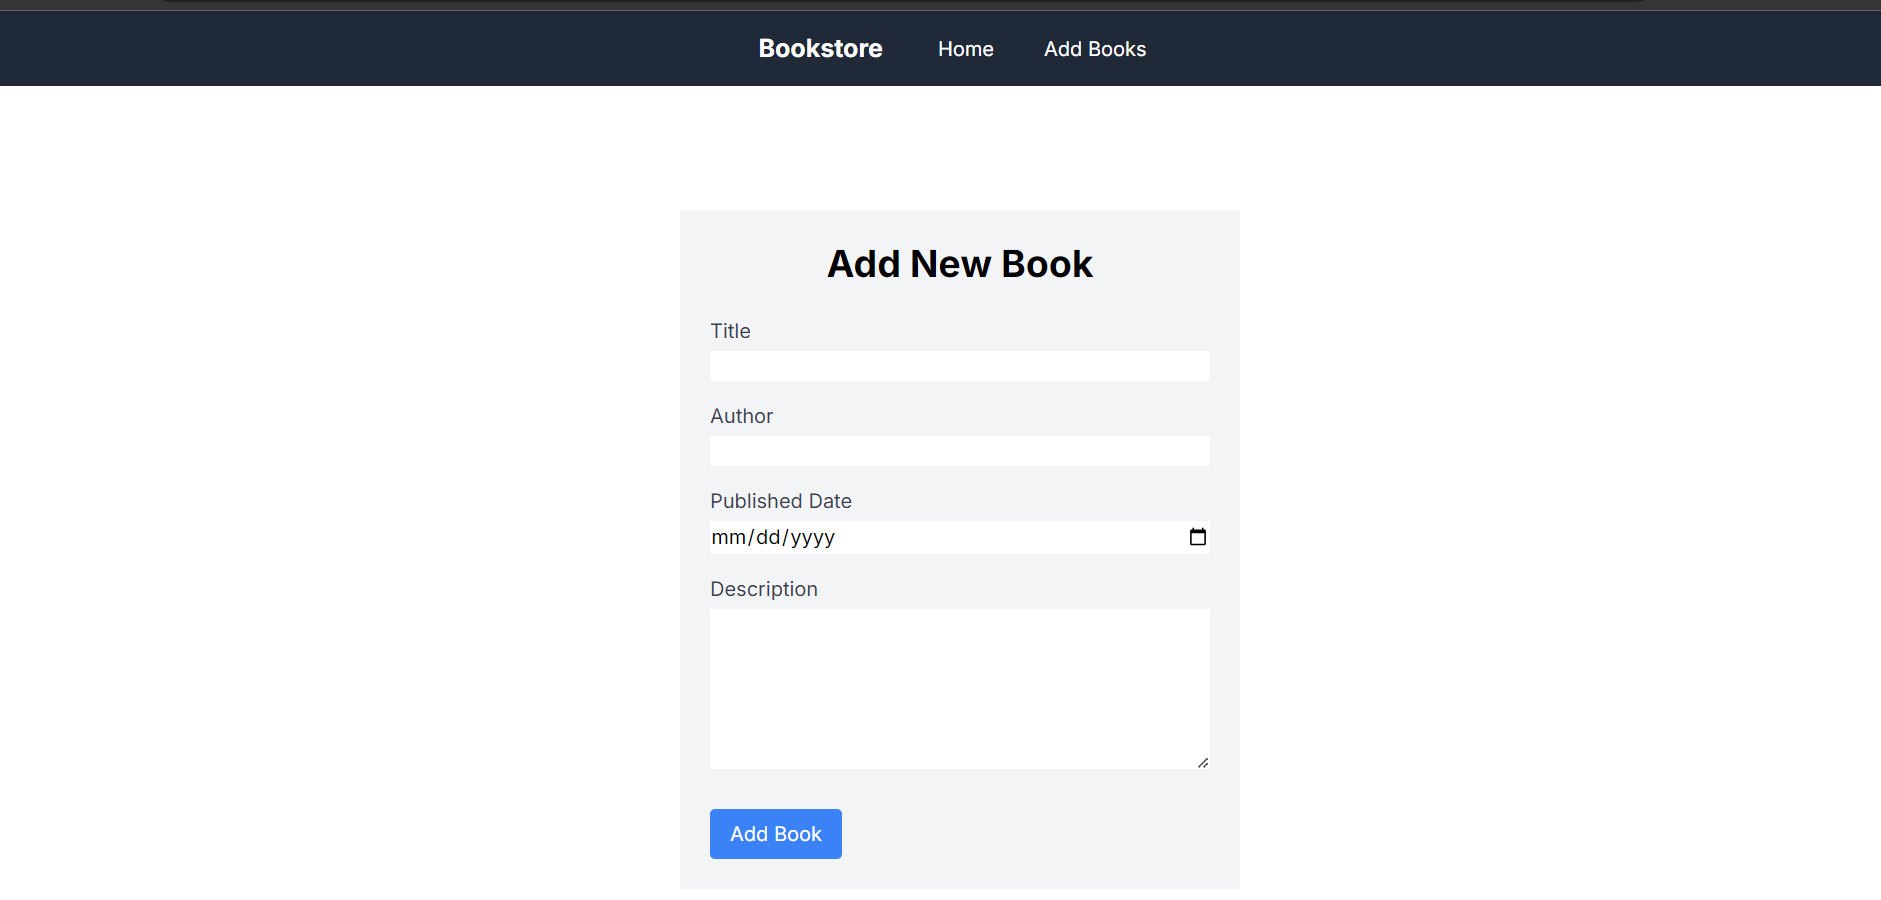 Bookstore Home Add Books
Add New Book
Title
Author
Published Date
mm/dd/yyyy
Description
Add Book